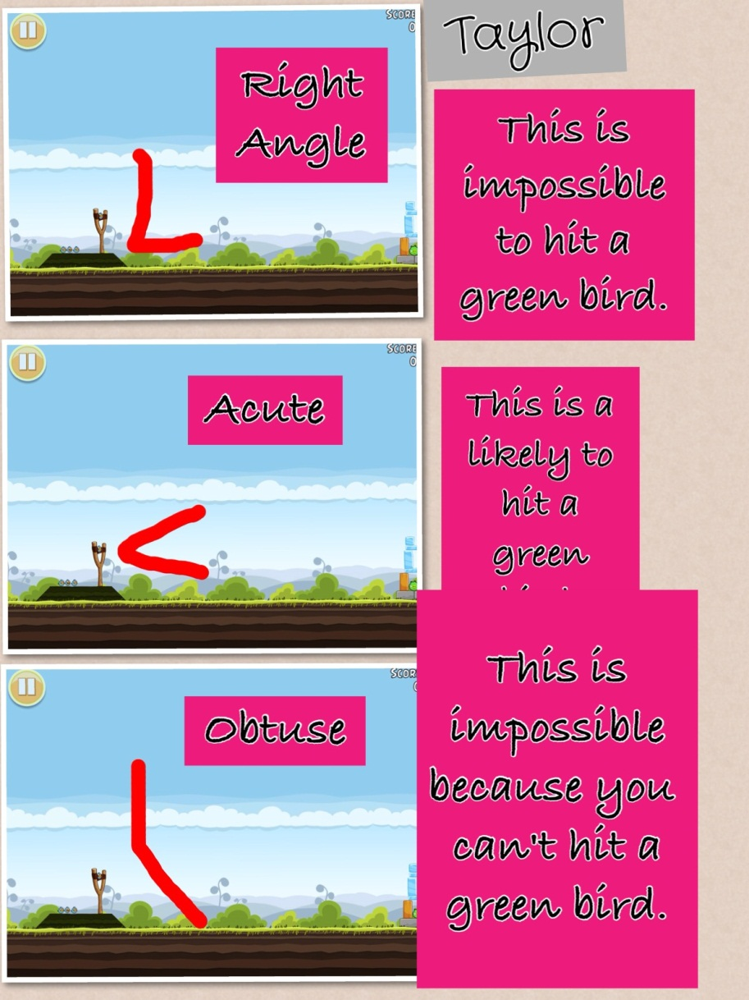 Taylor
SCORE
0
Right
Angle
This is
impossible
to hit a
green bird.
SCORE
0
Acute
This is a
likely to
hit a
green
SCOR
Obtuse
This is
impossible
because you
can't hit a
green bird.